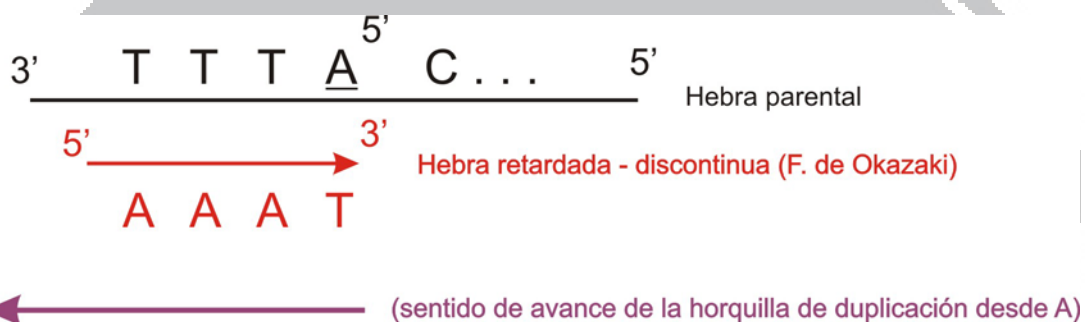 5'
3' T T T A C... 5'
Hebra parental
5' 3'
Hebra retardada - discontinua (F. de Okazaki)
A A A T
(sentido de avance de la horquilla de duplicación desde A)